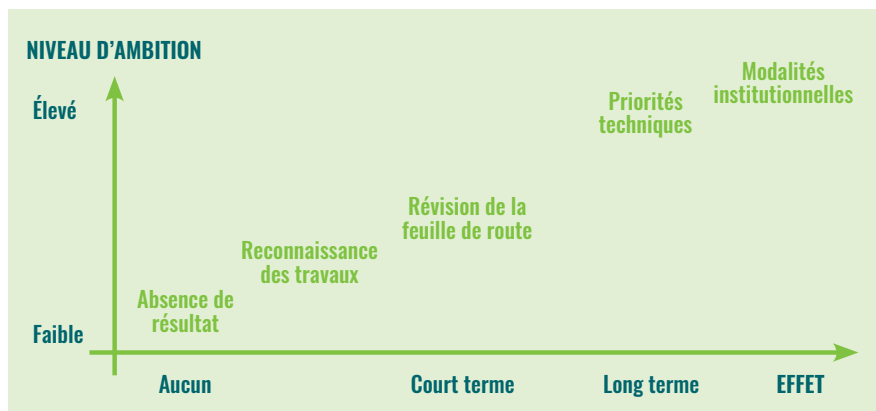 NIVEAU D'AMBITION
Élevé
Modalités
institutionnelles
Priorités
techniques
Révision de la
feuille de route
Reconnaissance
des travaux
Absence de
résultat
Faible
Aucun
Court terme
Long terme
EFFET